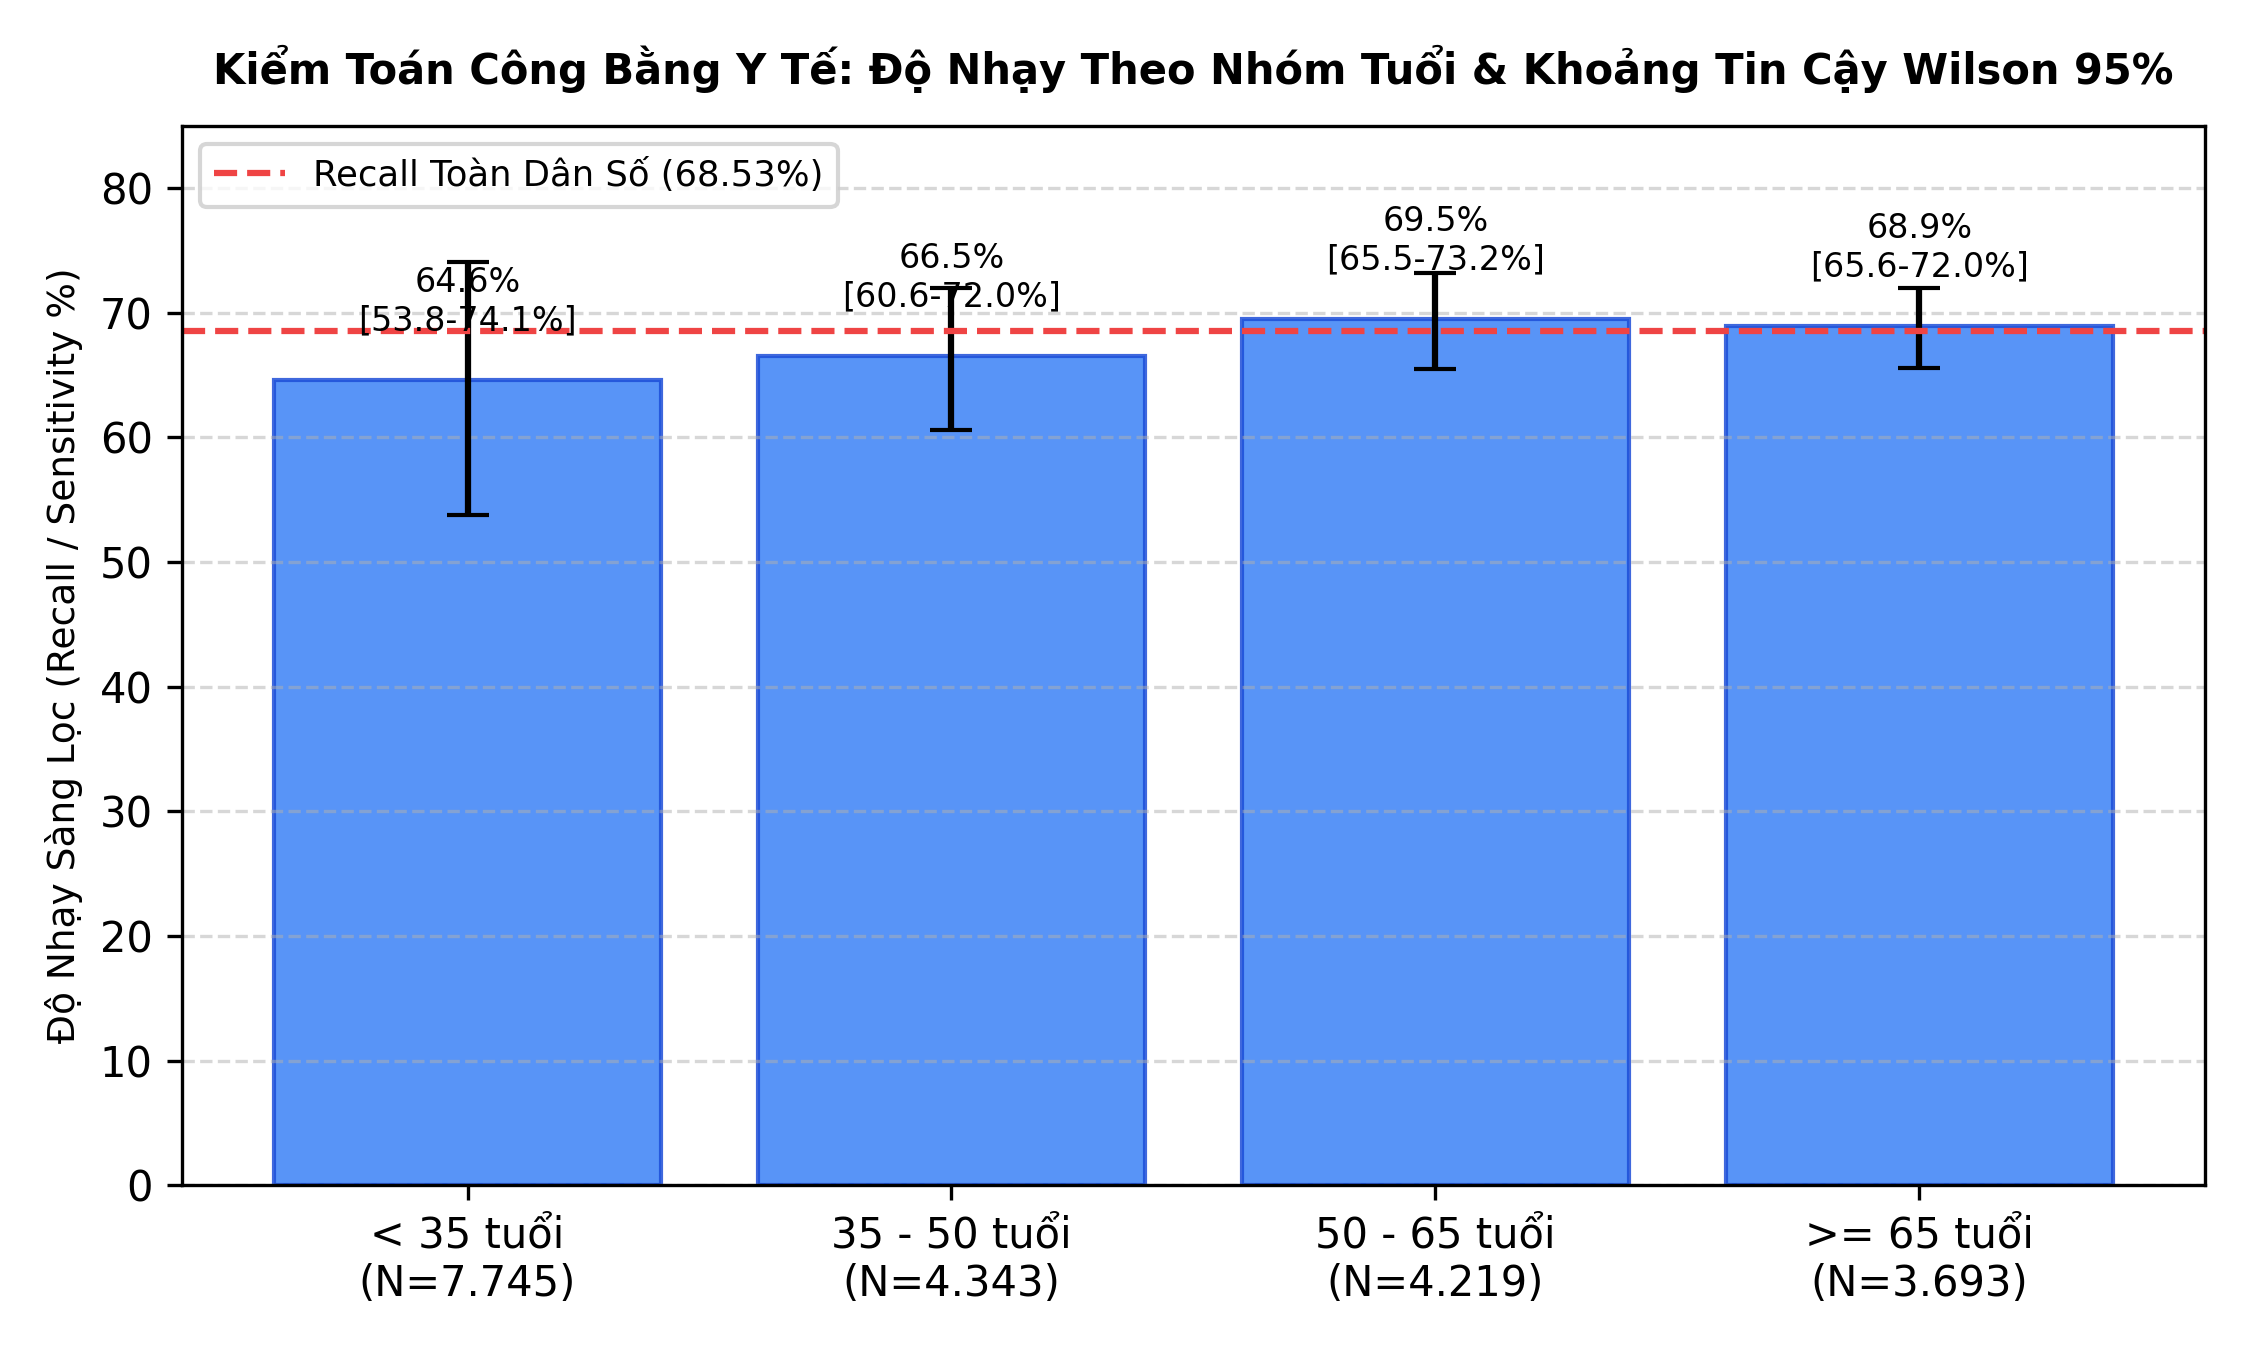 Kiểm Toán Công Bằng Y Tế: Độ Nhạy Theo Nhóm Tuổi & Khoảng Tin Cậy Wilson 95%
Recall Toàn Dân Số (68.53%)
Độ Nhạy Sàng Lọc (Recall / Sensitivity %)
80
70
60
50
40
30
20
10
0
64.6%
[53.8-74.1%]
66.5%
[60.6-72.0%]
69.5%
[65.5-73.2%]
68.9%
[65.6-72.0%]
< 35 tuổi
(N=7.745)
35 - 50 tuổi
(N=4.343)
50 - 65 tuổi
(N=4.219)
>= 65 tuổi
(N=3.693)